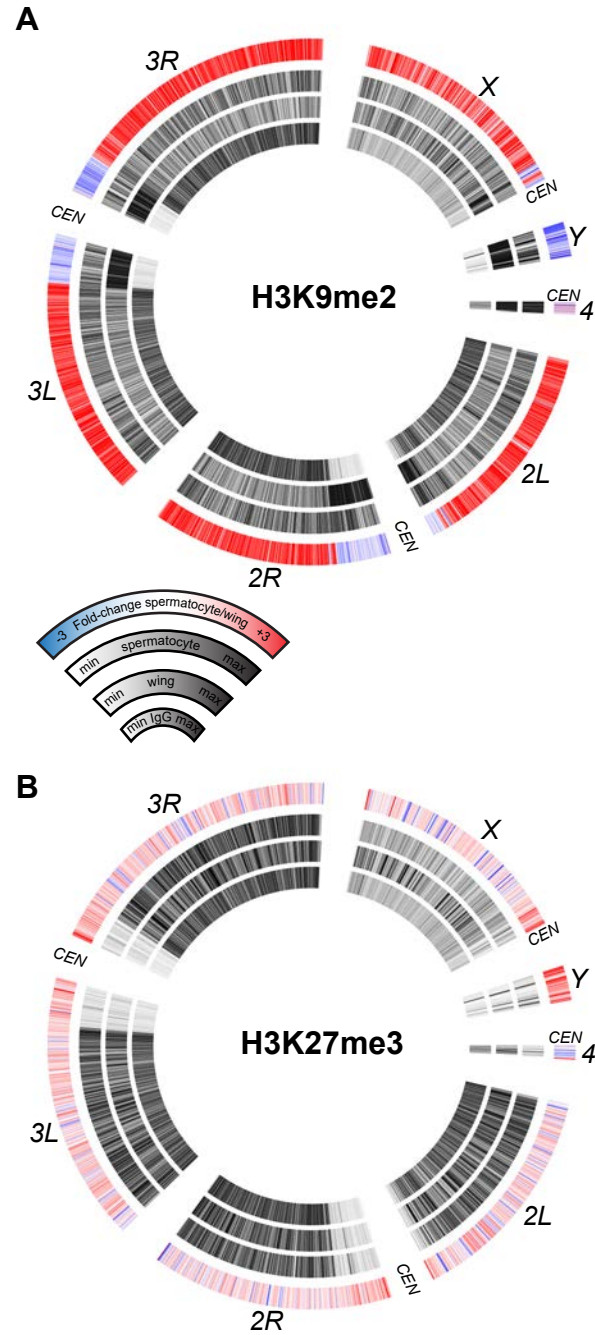 A
3R
X
CEN
CEN
Y
H3K9me2
CEN
4
3L
2L
CEN
2R
-3 Fold-change spermatocyte/wing +3
min spermatocyte max
min wing max
min IgG max
B
3R
X
CEN
CEN
Y
H3K27me3
CEN
4
3L
2L
CEN
2R